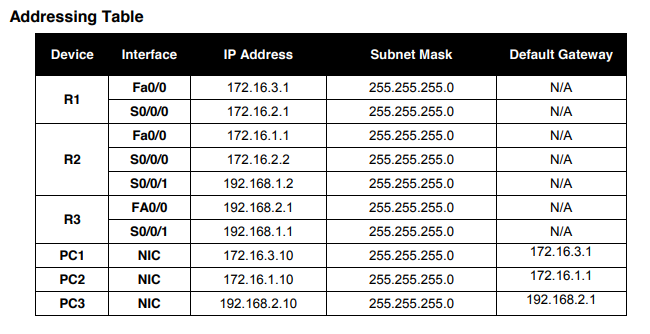 Addressing Table
Device Interface IP Address Subnet Mask Default Gateway
R1 Fa0/0 172.16.3.1 255.255.255.0 N/A
S0/0/0 172.16.2.1 255.255.255.0 N/A
R2 Fa0/0 172.16.1.1 255.255.255.0 N/A
S0/0/0 172.16.2.2 255.255.255.0 N/A
S0/0/1 192.168.1.2 255.255.255.0 N/A
R3 FA0/0 192.168.2.1 255.255.255.0 N/A
S0/0/1 192.168.1.1 255.255.255.0 N/A
PC1 NIC 172.16.3.10 255.255.255.0 172.16.3.1
PC2 NIC 172.16.1.10 255.255.255.0 172.16.1.1
PC3 NIC 192.168.2.10 255.255.255.0 192.168.2.1